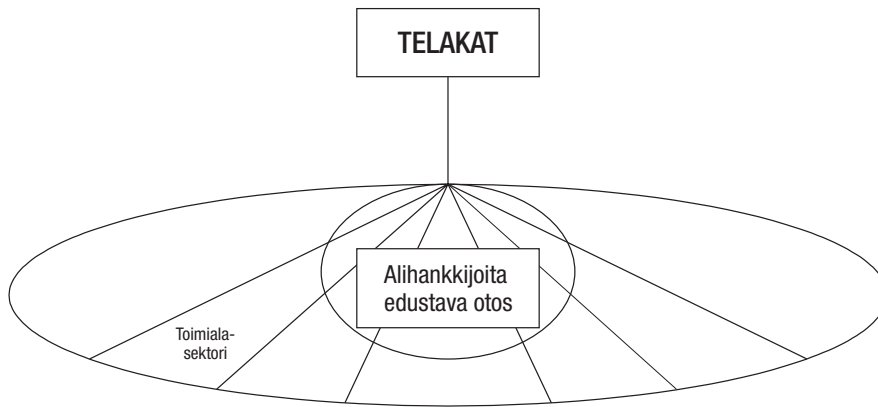 TELAKAT
Alihankkijoita
edustava otos
Toimiala-
sektori